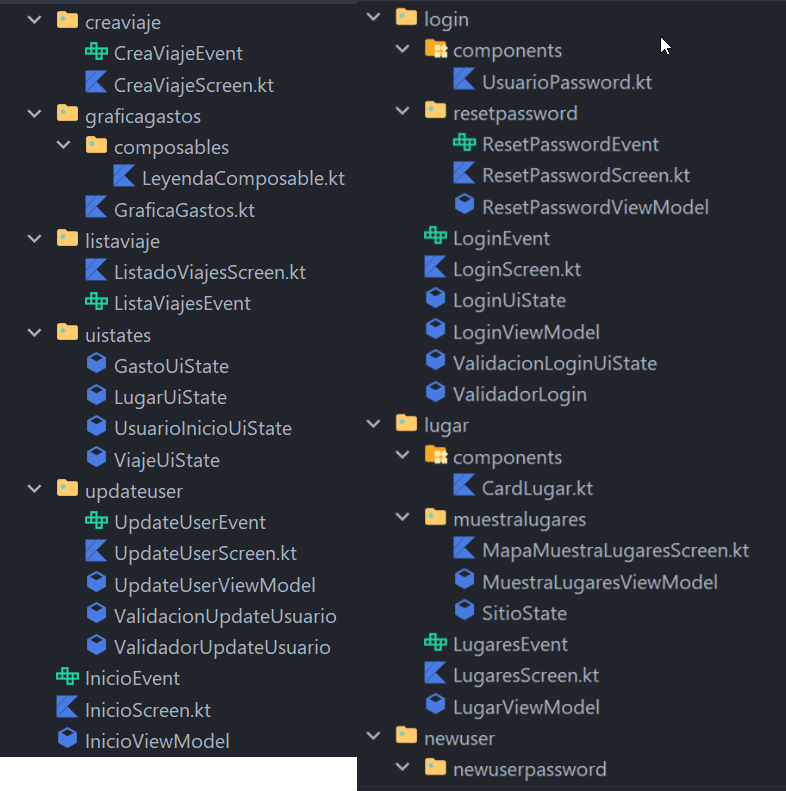 creaviaje
CreaViajeEvent
CreaViajeScreen.kt
graficagastos
composables
LeyendaComposable.kt
GraficaGastos.kt
listaviaje
ListadoViajesScreen.kt
ListaViajesEvent
uistates
GastoUiState
LugarUiState
UsuarioInicioUiState
ViajeUiState
updateuser
UpdateUserEvent
UpdateUserScreen.kt
UpdateUserViewModel
ValidacionUpdateUsuario
ValidadorUpdateUsuario
InicioEvent
InicioScreen.kt
InicioViewModel
login
components
UsuarioPassword.kt
resetpassword
ResetPasswordEvent
ResetPasswordScreen.kt
ResetPasswordViewModel
LoginEvent
LoginScreen.kt
LoginUiState
LoginViewModel
ValidacionLoginUiState
ValidadorLogin
lugar
components
CardLugar.kt
muestralugares
MapaMuestraLugaresScreen.kt
MuestraLugaresViewModel
SitioState
LugaresEvent
LugaresScreen.kt
LugarViewModel
newuser
newuserpassword